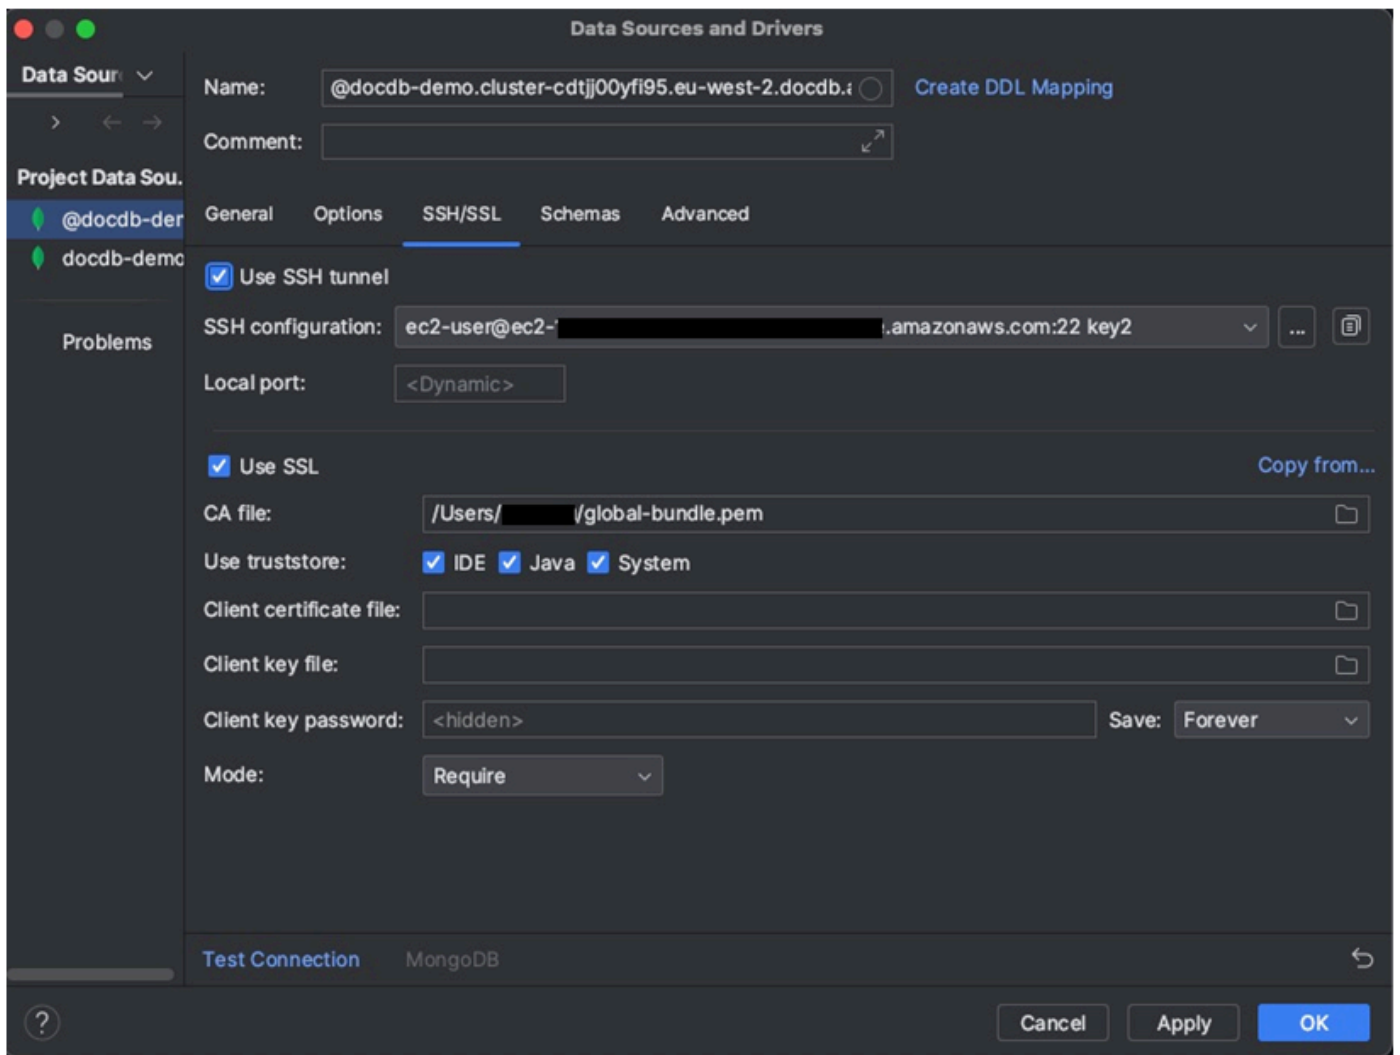 Data Sources and Drivers
Data Sour
Name: @docdb-demo.cluster-cdtjj00yfi95.eu-west-2.docdb.a Create DDL Mapping
Comment:
Project Data Sou.
@docdb-der
docdb-demo
Problems
General Options SSH/SSL Schemas Advanced
Use SSH tunnel
SSH configuration: ec2-user@ec2- .amazonaws.com:22 key2 ...
Local port: <Dynamic>
Use SSL Copy from...
CA file: /Users/ /global-bundle.pem
Use truststore: IDE Java System
Client certificate file:
Client key file:
Client key password: <hidden> Save: Forever
Mode: Require
Test Connection MongoDB
? Cancel Apply OK